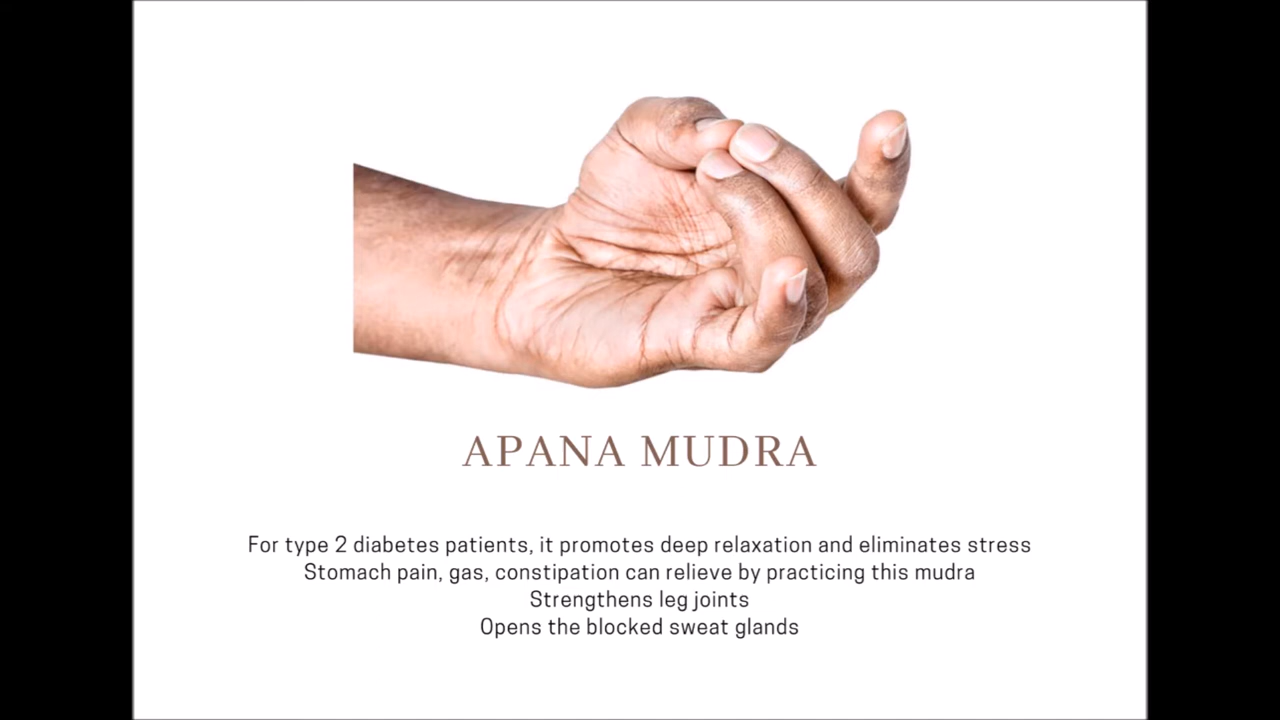 APANA MUDRA
For type 2 diabetes patients, it promotes deep relaxation and eliminates stress
Stomach pain, gas, constipation can relieve by practicing this mudra
Strengthens leg joints
Opens the blocked sweat glands